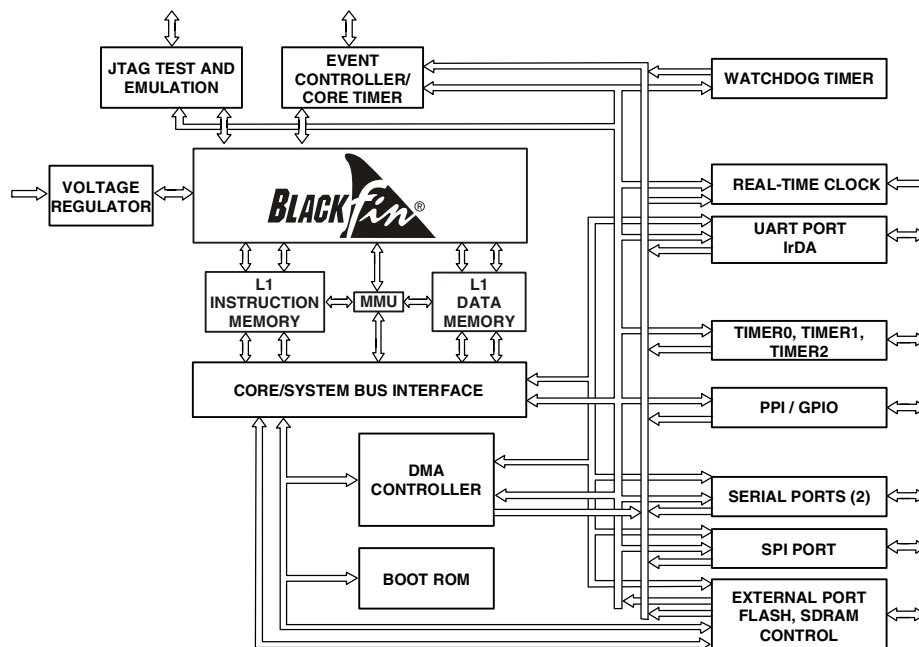 JTAG TEST AND
EMULATION
EVENT
CONTROLLER/
CORE TIMER
WATCHDOG TIMER
VOLTAGE
REGULATOR
BLACKfin®
REAL-TIME CLOCK
UART PORT
IrDA
L1
INSTRUCTION
MEMORY
MMU
L1
DATA
MEMORY
TIMER0, TIMER1,
TIMER2
CORE/SYSTEM BUS INTERFACE
PPI / GPIO
DMA
CONTROLLER
SERIAL PORTS (2)
SPI PORT
BOOT ROM
EXTERNAL PORT
FLASH, SDRAM
CONTROL